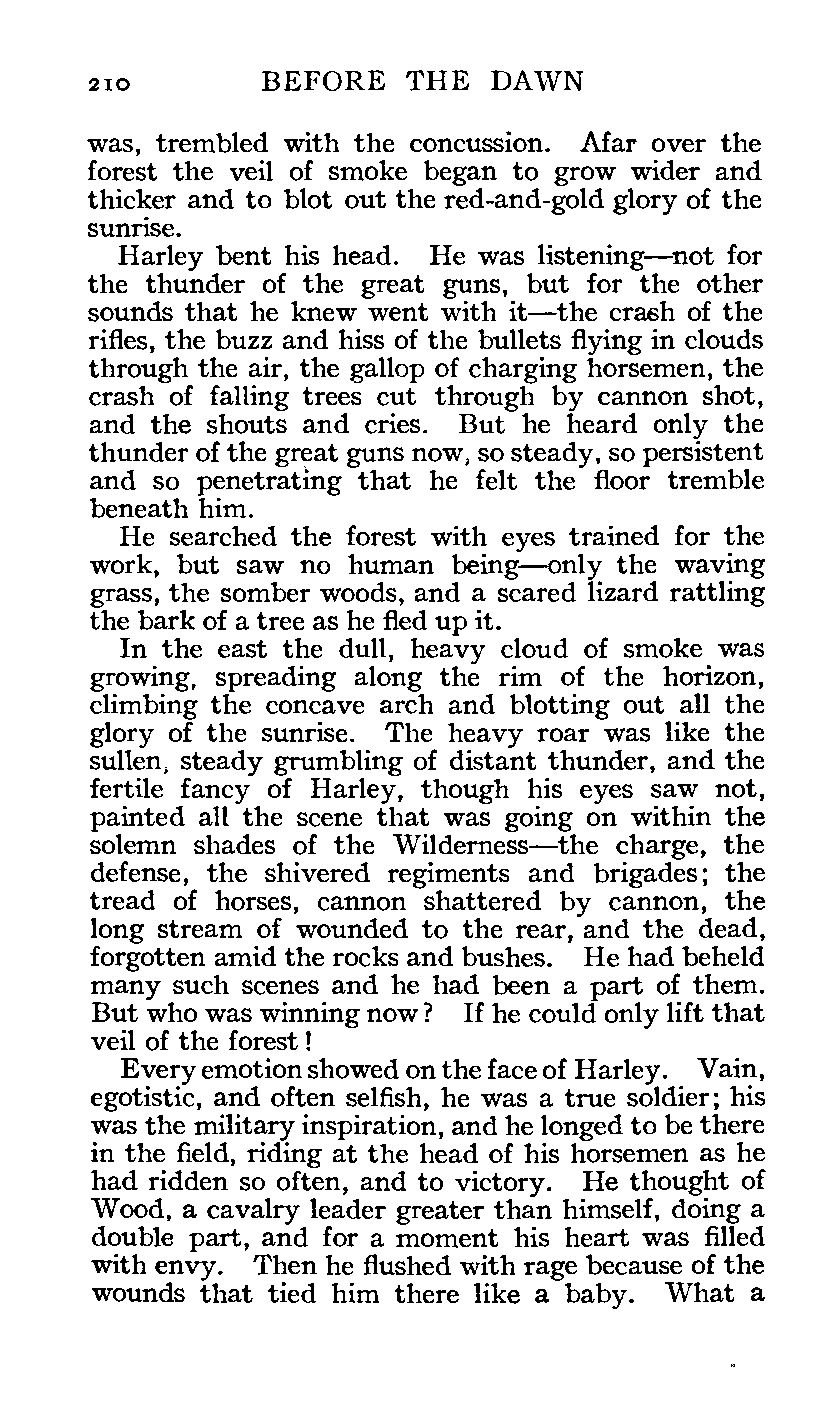 210 BEFORE THE DAWN
was, trembled with the concussion. Afar over the
forest the veil of smoke began to grow wider and
thicker and to blot out the red-and-gold glory of the
sunrise.
Harley bent his head. He was listening—not for
the thunder of the great guns, but for the other
sounds that he knew went with it—the crash of the
rifles, the buzz and hiss of the bullets flying in clouds
through the air, the gallop of charging horsemen, the
crash of falling trees cut through by cannon shot,
and the shouts and cries. But he heard only the
thunder of the great guns now, so steady, so persistent
and so penetrating that he felt the floor tremble
beneath him.
He searched the forest with eyes trained for the
work, but saw no human being—only the waving
grass, the somber woods, and a scared lizard rattling
the bark of a tree as he fled up it.
In the east the dull, heavy cloud of smoke was
growing, spreading along the rim of the horizon,
climbing the concave arch and blotting out all the
glory of the sunrise. The heavy roar was like the
sullen, steady grumbling of distant thunder, and the
fertile fancy of Harley, though his eyes saw not,
painted all the scene that was going on within the
solemn shades of the Wilderness—the charge, the
defense, the shivered regiments and brigades; the
tread of horses, cannon shattered by cannon, the
long stream of wounded to the rear, and the dead,
forgotten amid the rocks and bushes. He had beheld
many such scenes and he had been a part of them.
But who was winning now? If he could only lift that
veil of the forest!
Every emotion showed on the face of Harley. Vain,
egotistic, and often selfish, he was a true soldier; his
was the military inspiration, and he longed to be there
in the field, riding at the head of his horsemen as he
had ridden so often, and to victory. He thought of
Wood, a cavalry leader greater than himself, doing a
double part, and for a moment his heart was filled
with envy. Then he flushed with rage because of the
wounds that tied him there like a baby. What a